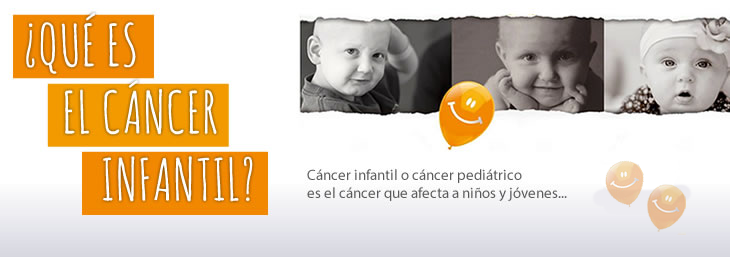 ¿QUÉ ES
EL CÁNCER
INFANTIL?
Cáncer infantil o cáncer pediátrico
es el cáncer que afecta a niños y jóvenes...